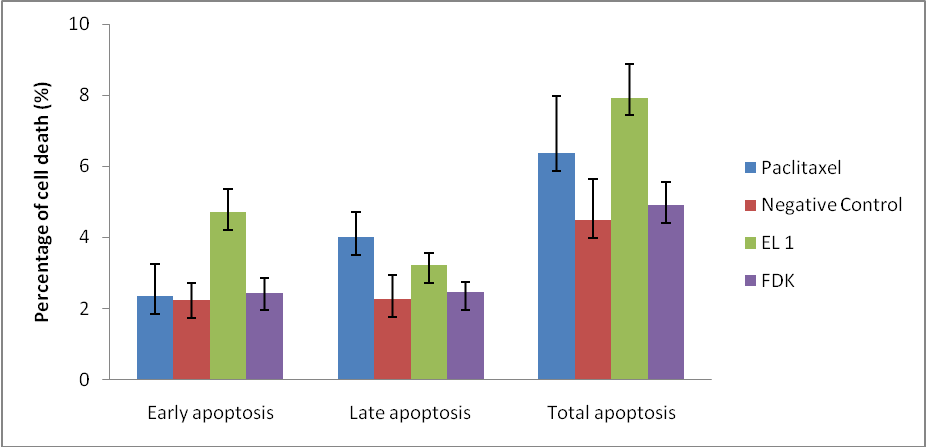 10
8
6
4
2
0
Percentage of cell death (%)
Early apoptosis
Late apoptosis
Total apoptosis
Paclitaxel
Negative Control
EL 1
FDK